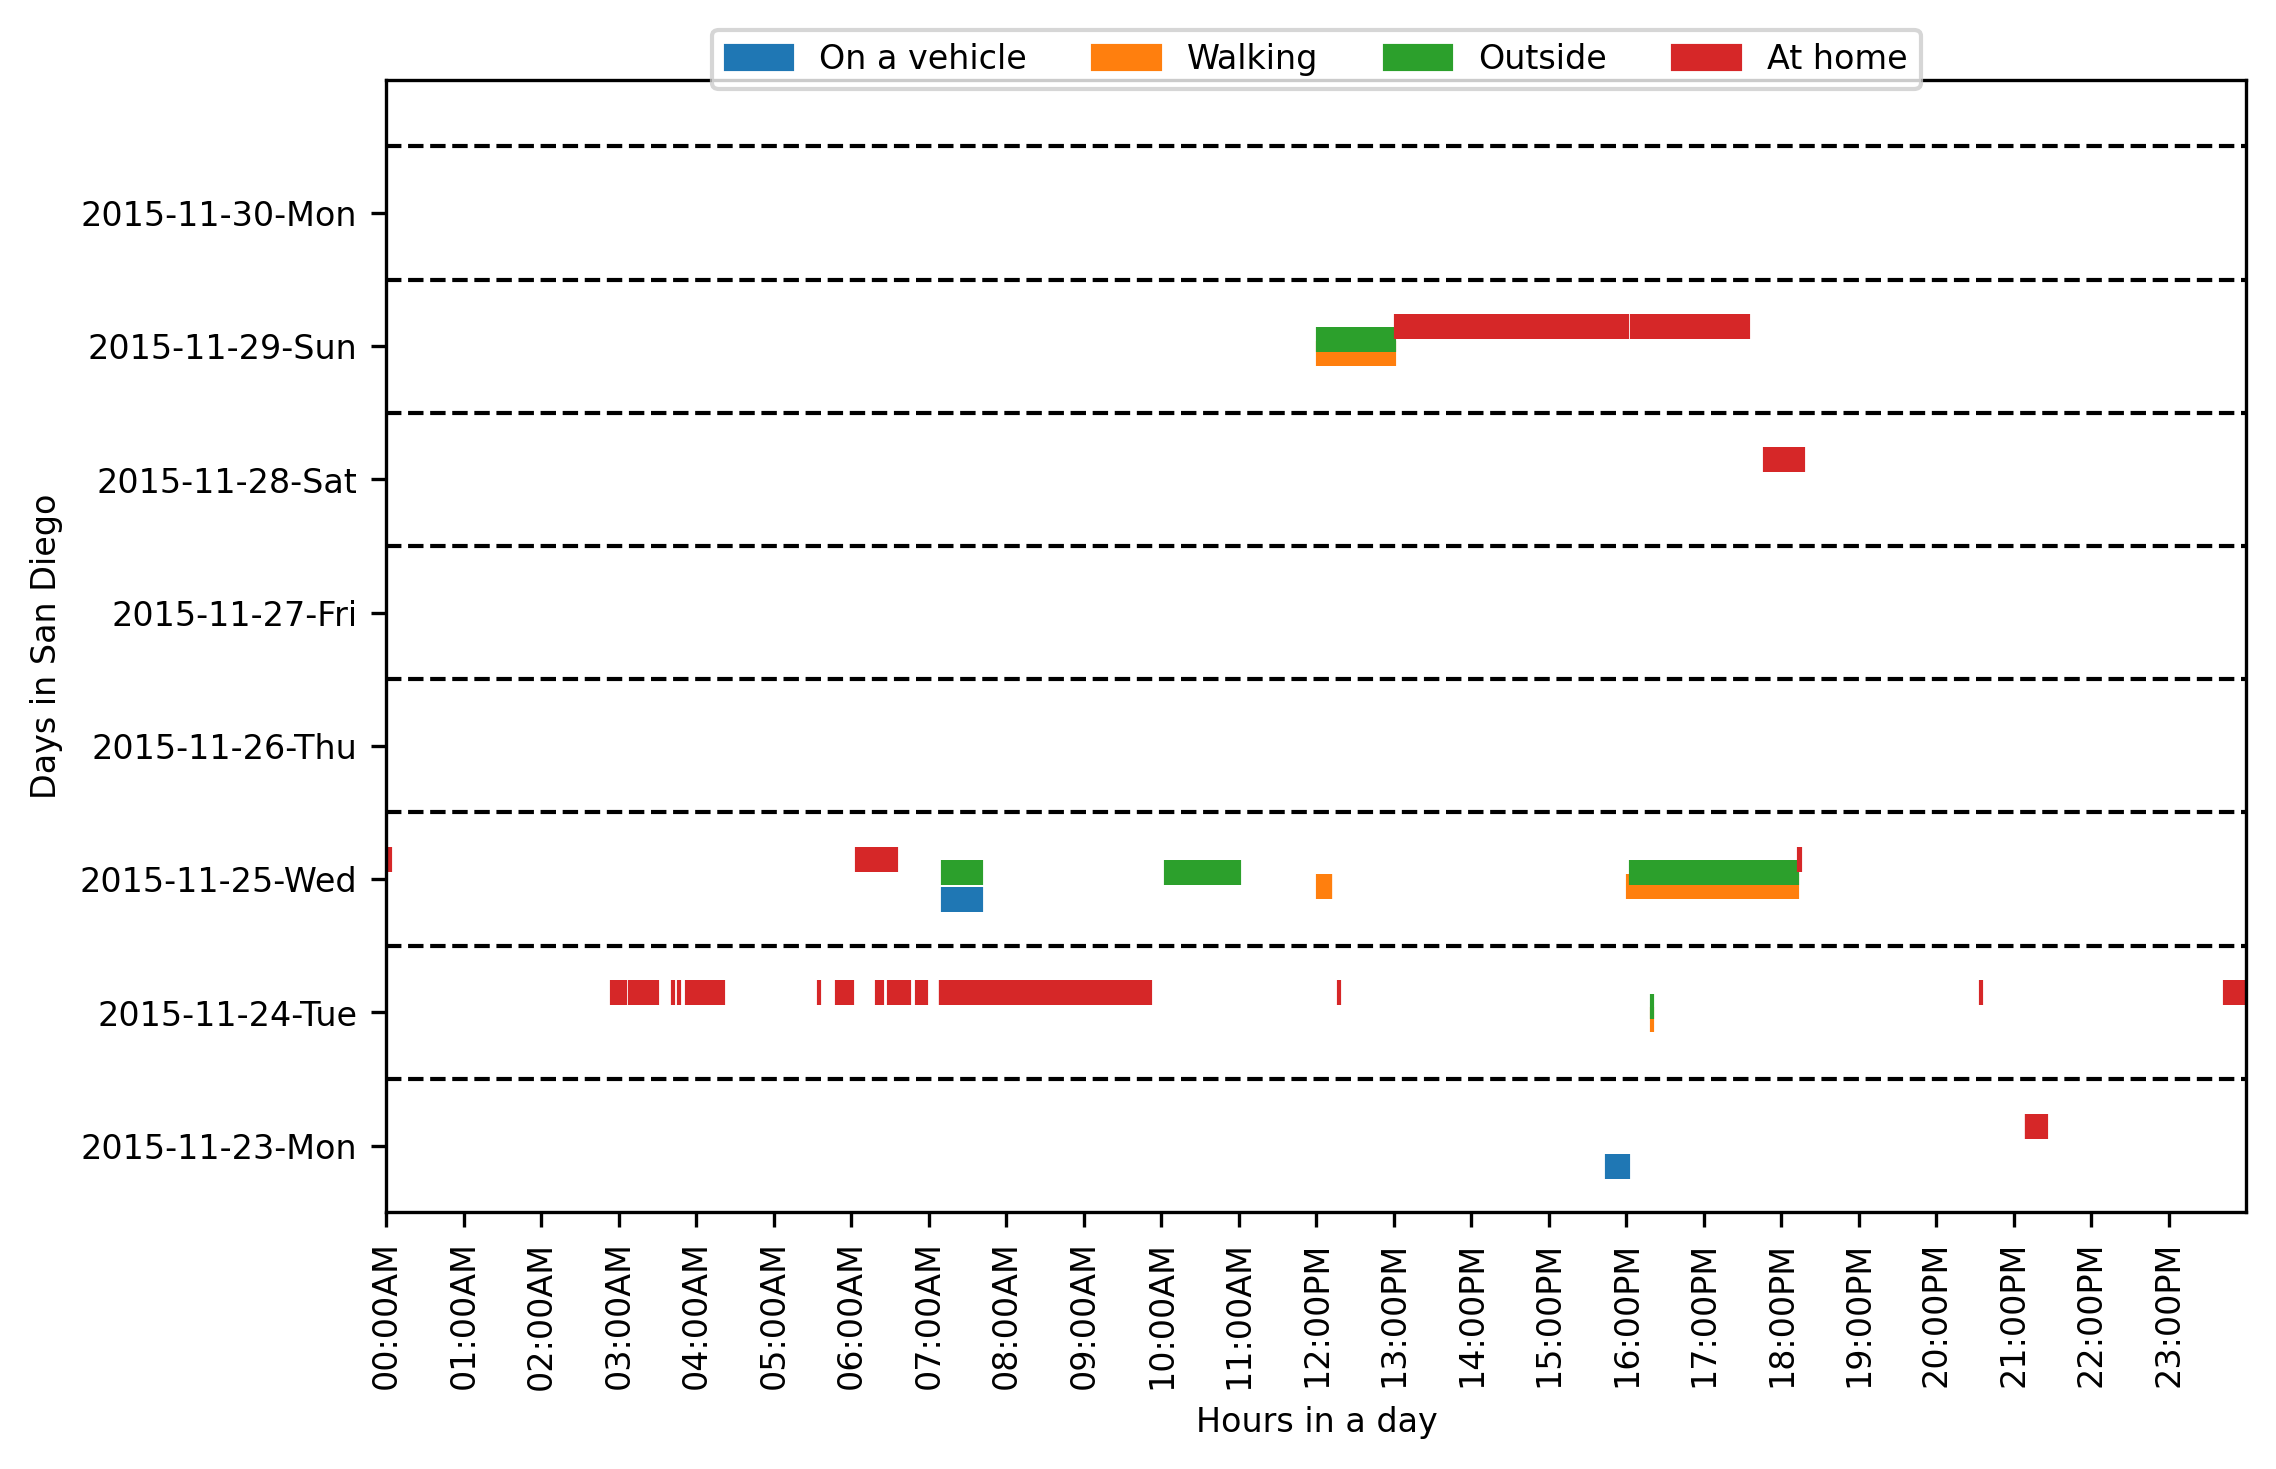 On a vehicle Walking Outside At home
2015-11-30-Mon
2015-11-29-Sun
2015-11-28-Sat
2015-11-27-Fri
2015-11-26-Thu
2015-11-25-Wed
2015-11-24-Tue
2015-11-23-Mon
Days in San Diego
00:00AM
01:00AM
02:00AM
03:00AM
04:00AM
05:00AM
06:00AM
07:00AM
08:00AM
09:00AM
10:00AM
11:00AM
12:00PM
13:00PM
14:00PM
15:00PM
16:00PM
17:00PM
18:00PM
19:00PM
20:00PM
21:00PM
22:00PM
23:00PM
Hours in a day